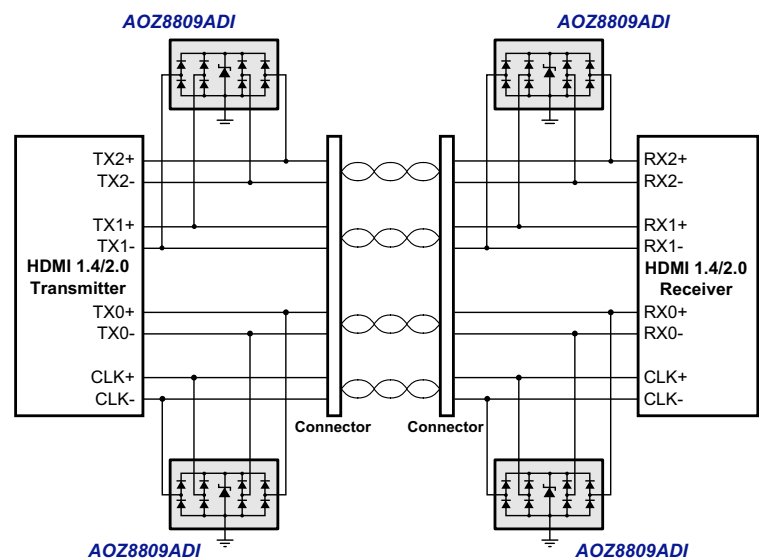 AOZ8809ADI
AOZ8809ADI
TX2+
TX2-
TX1+
TX1-
HDMI 1.4/2.0
Transmitter
TX0+
TX0-
CLK+
CLK-
RX2+
RX2-
RX1+
RX1-
HDMI 1.4/2.0
Receiver
RX0+
RX0-
CLK+
CLK-
Connector
Connector
AOZ8809ADI
AOZ8809ADI